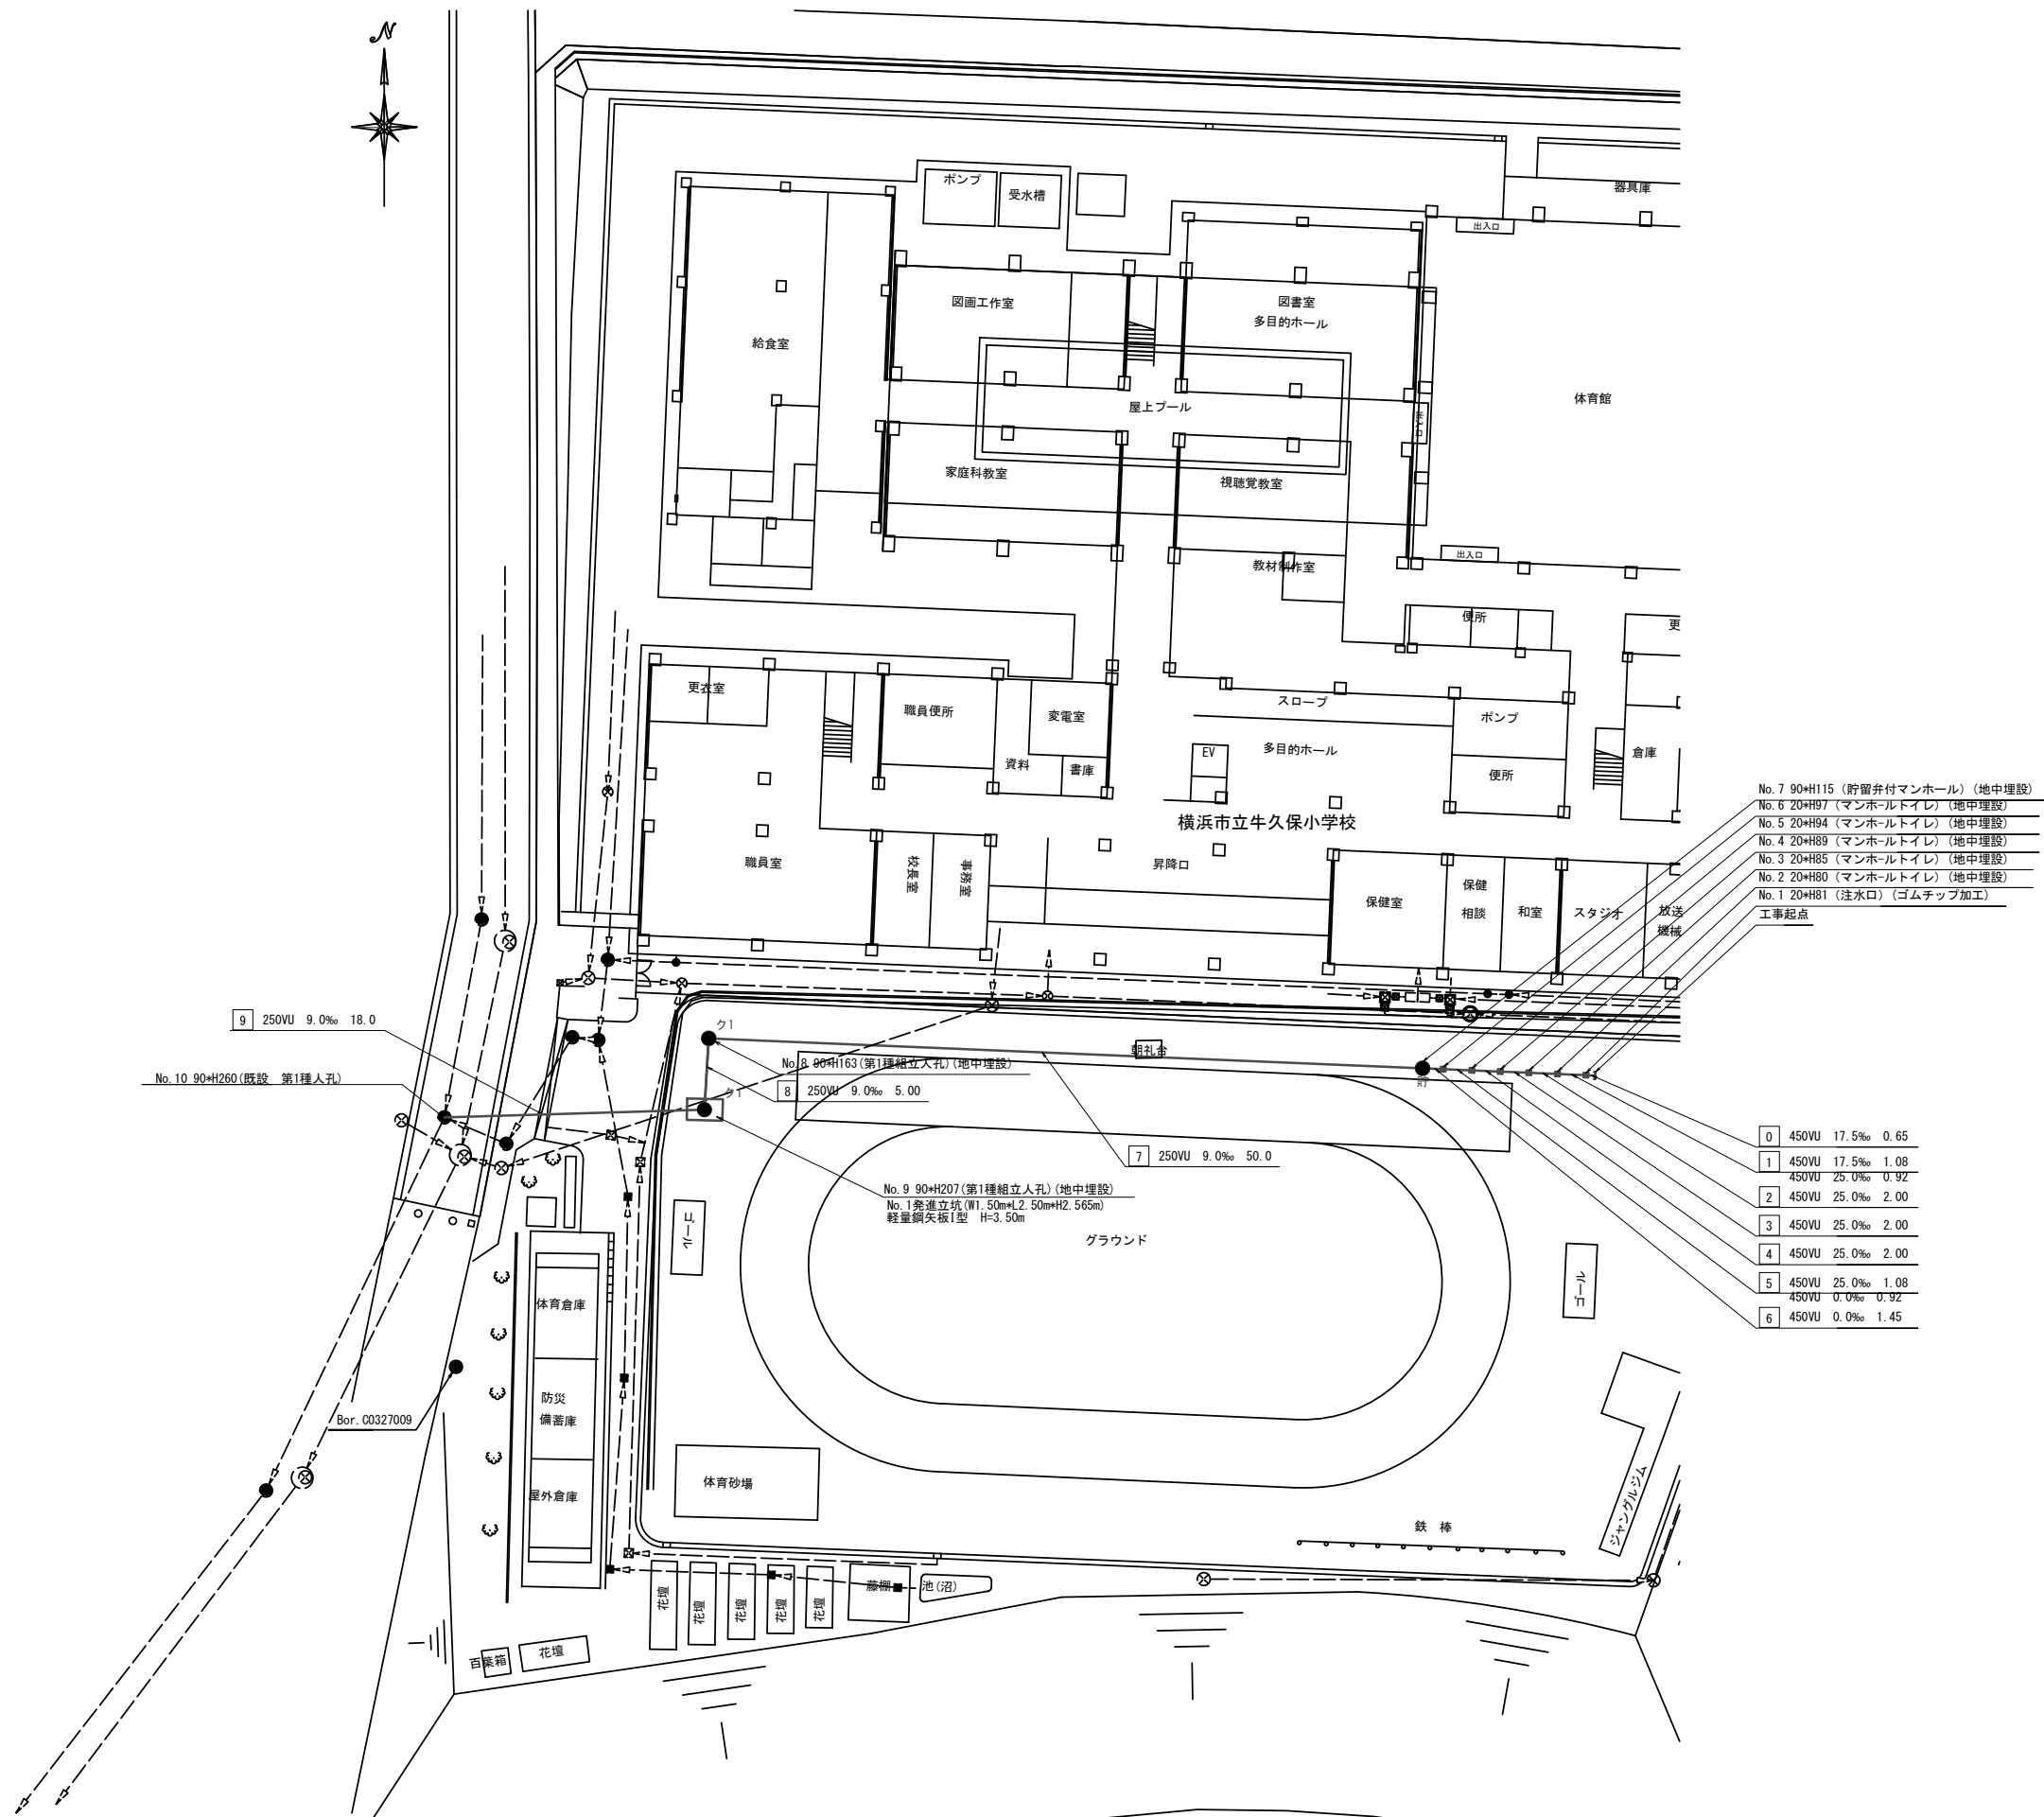 N
ポンプ
受水槽
器具庫
出入口
図画工作室
図書室
多目的ホール
給食室
体育館
屋上プール
出入口
家庭科教室
視聴覚教室
出入口
教材制作室
便所
更
更衣室
職員便所
変電室
スロープ
ポンプ
EV
多目的ホール
資料
書庫
便所
倉庫
横浜市立牛久保小学校
職員室
校長室
事務室
昇降口
保健室
保健
相談
和室
スタジオ
放送
機械
No.7 90*H115 (貯留弁付マンホール) (地中埋設)
No.6 20*H97 (マンホールトイレ) (地中埋設)
No.5 20*H94 (マンホールトイレ) (地中埋設)
No.4 20*H89 (マンホールトイレ) (地中埋設)
No.3 20*H85 (マンホールトイレ) (地中埋設)
No.2 20*H80 (マンホールトイレ) (地中埋設)
No.1 20*H81 (注水口) (ゴムチップ加工)
工事起点
9 250VU 9.0‰ 18.0
No.10 90*H260(既設 第1種人孔)
ク1
朝礼台
貯
No.8 90*H163(第1種組立人孔)(地中埋設)
ク1
8 250VU 9.0‰ 5.00
7 250VU 9.0‰ 50.0
No.9 90*H207(第1種組立人孔)(地中埋設)
No.1発進立坑(W1.50m*L2.50m*H2.565m)
軽量鋼矢板Ⅰ型 H=3.50m
0 450VU 17.5‰ 0.65
1 450VU 17.5‰ 1.08
450VU 25.0‰ 0.92
2 450VU 25.0‰ 2.00
3 450VU 25.0‰ 2.00
4 450VU 25.0‰ 2.00
5 450VU 25.0‰ 1.08
450VU 0.0‰ 0.92
6 450VU 0.0‰ 1.45
ゴール
グラウンド
ゴール
体育倉庫
防災
備蓄庫
屋外倉庫
Bor.C0327009
体育砂場
鉄 棒
ジャングルジム
花壇
花壇
花壇
花壇
花壇
藤棚
池(沼)
百葉箱
花壇